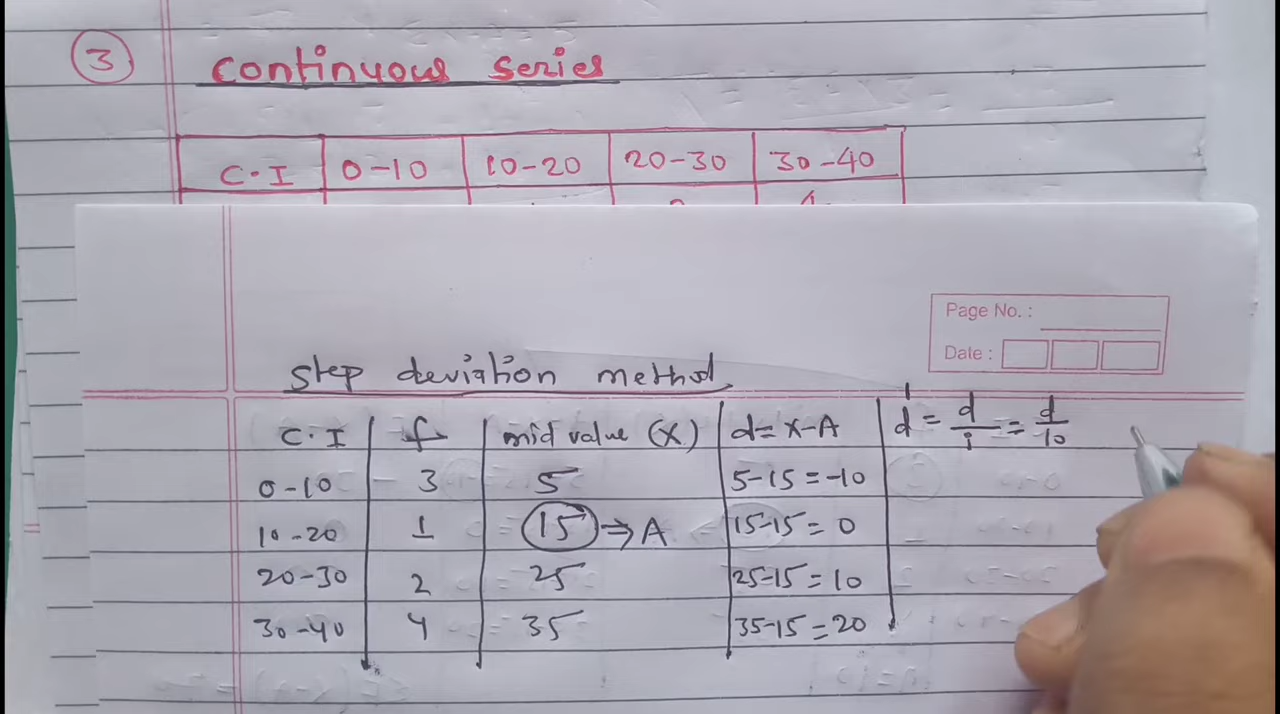 3 continuous series
C.I 0-10 10-20 20-30 30-40
Page No. :
Date :
step deviation method
C.I f mid value (x) d=x-A d'=d/i=d/10
0-10 3 5 5-15=-10
10-20 1 15⇒A 15-15=0
20-30 2 25 25-15=10
30-40 4 35 35-15=20